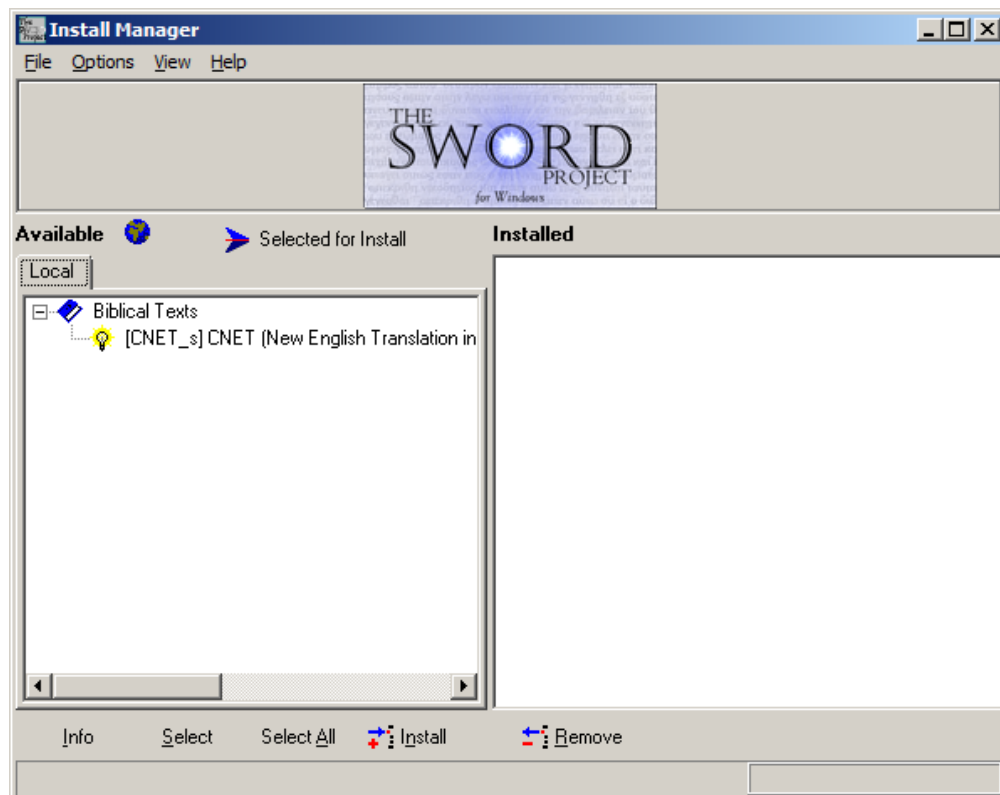 Install Manager
File Options View Help
THE
SWORD
PROJECT
for Windows
Available Selected for Install Installed
Local
Biblical Texts
[CNET_s] CNET (New English Translation in
Info Select Select All Install Remove